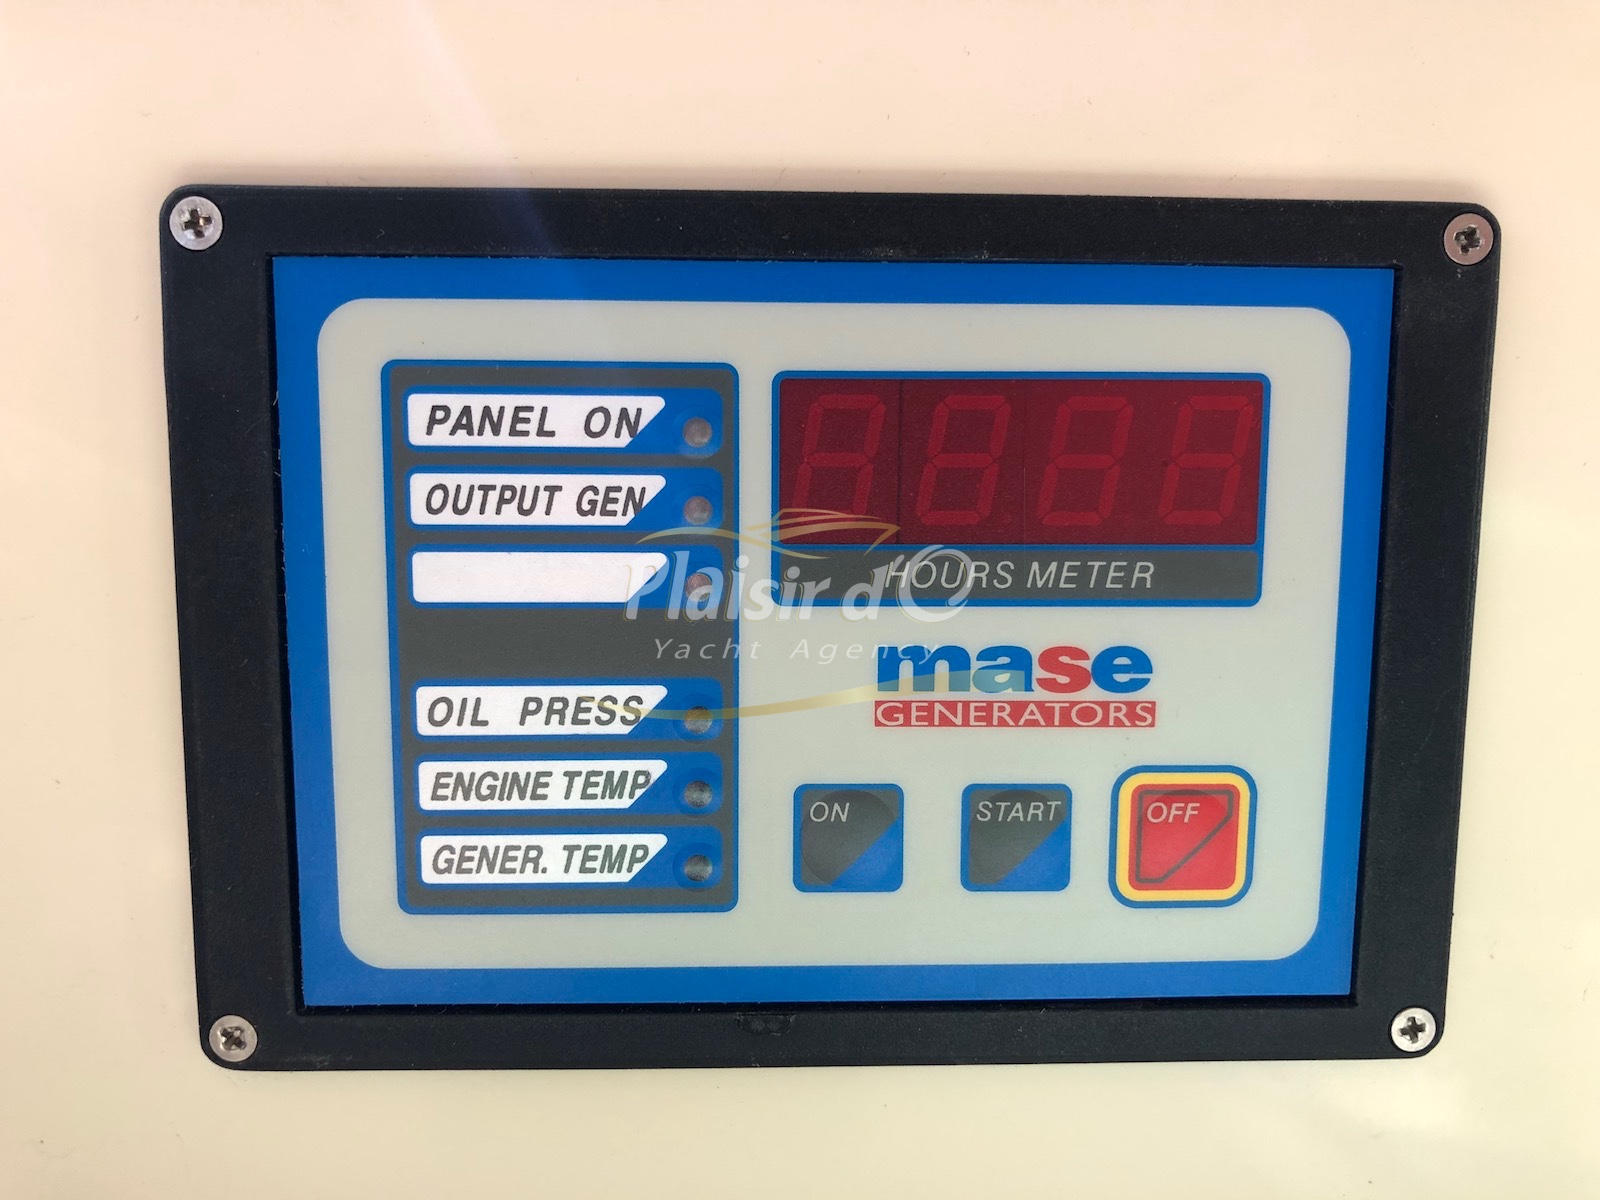 PANEL ON
OUTPUT GEN
OIL PRESS
ENGINE TEMP
GENER. TEMP
HOURS METER
mase
GENERATORS
ON
START
OFF
Plaisir d'O
Yacht Agency